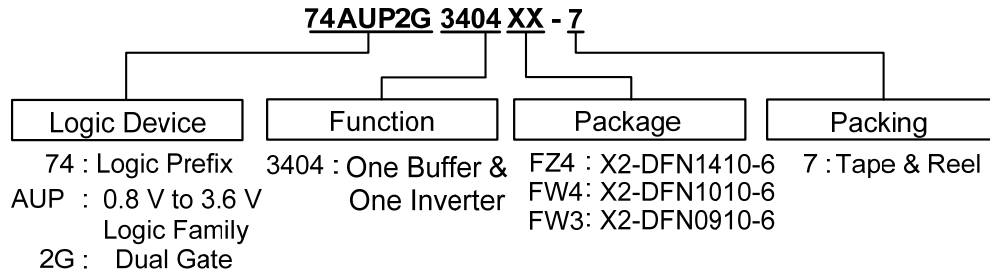 74AUP2G 3404 XX - 7
Logic Device
74 : Logic Prefix
AUP : 0.8 V to 3.6 V
Logic Family
2G : Dual Gate
Function
3404 : One Buffer &
One Inverter
Package
FZ4 : X2-DFN1410-6
FW4: X2-DFN1010-6
FW3: X2-DFN0910-6
Packing
7 : Tape & Reel